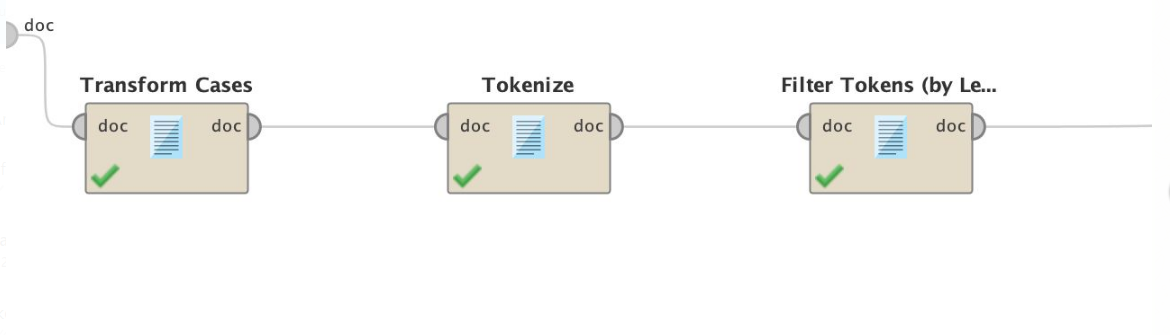 doc
Transform Cases
doc doc
Tokenize
doc doc
Filter Tokens (by Le...
doc doc